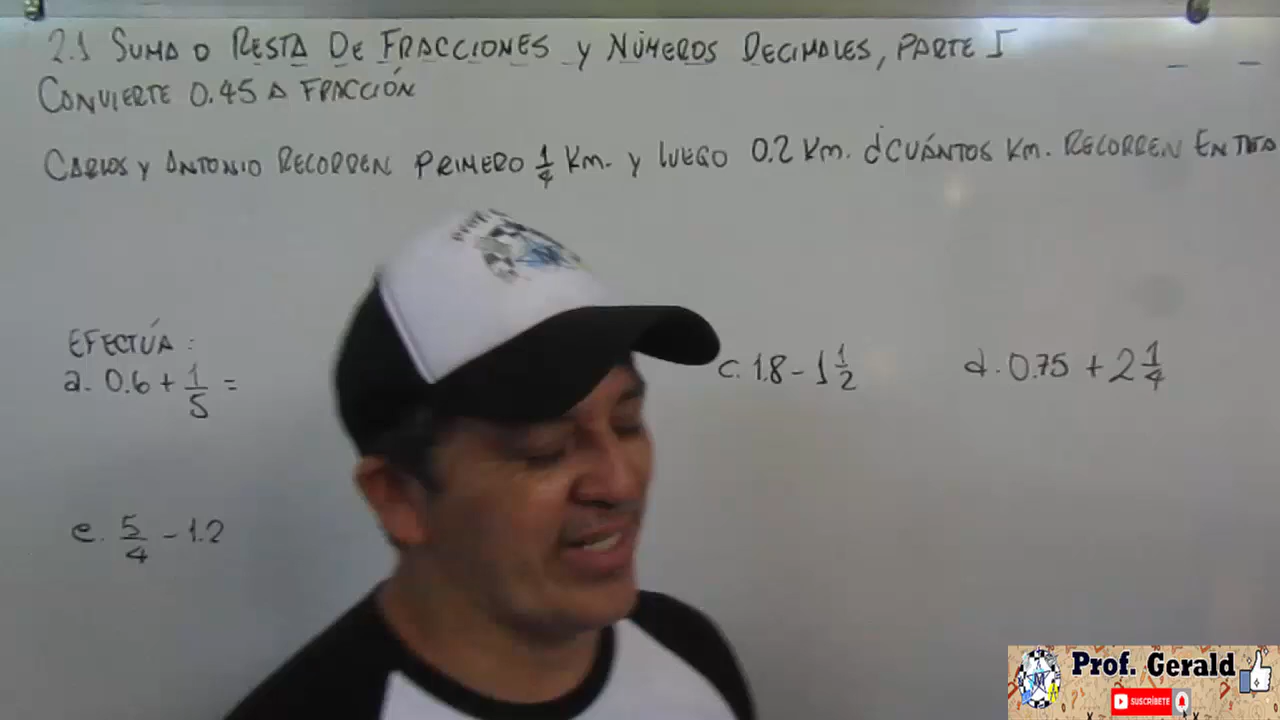 2.1 SUMA O RESTA DE FRACCIONES y NÚMEROS DECIMALES, PARTE I
CONVIERTE 0.45 A FRACCIÓN
CARLOS y ANTONIO RECORREN PRIMERO 1/4 Km. y LUEGO 0.2 Km. ¿CUÁNTOS Km. RECORREN EN
EFECTÚA:
a. 0.6 + 1/5 =
c. 1.8 - 1 1/2
d. 0.75 + 2 1/4
e. 5/4 - 1.2
Prof. Gerald
SUSCRÍBETE